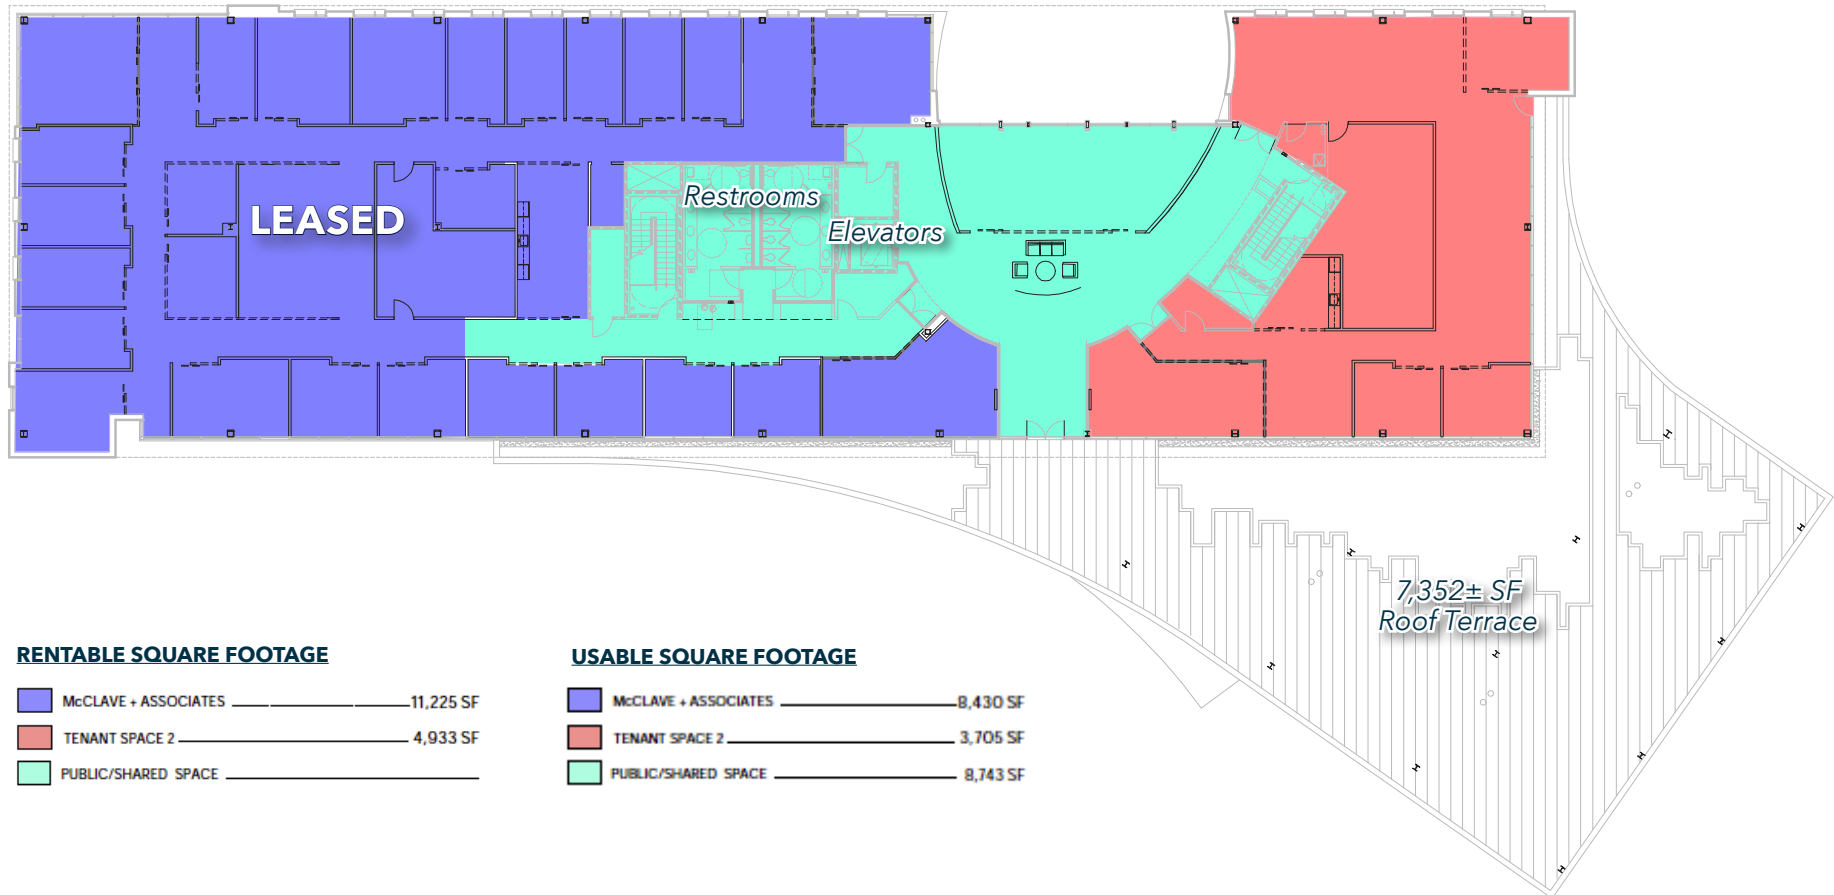 Restrooms
LEASED
Elevators
7,352± SF
Roof Terrace
RENTABLE SQUARE FOOTAGE
McCLAVE + ASSOCIATES 11,225 SF
TENANT SPACE 2 4,933 SF
PUBLIC/SHARED SPACE
USABLE SQUARE FOOTAGE
McCLAVE + ASSOCIATES 8,430 SF
TENANT SPACE 2 3,705 SF
PUBLIC/SHARED SPACE 8,743 SF